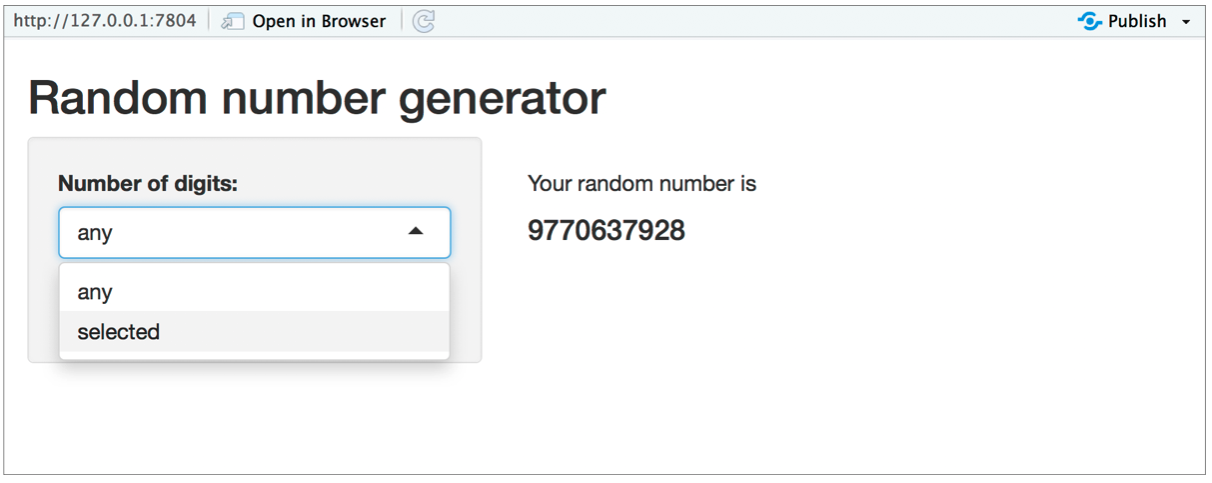 http://127.0.0.1:7804 Open in Browser Publish
Random number generator
Number of digits:
any
any
selected
Your random number is
9770637928